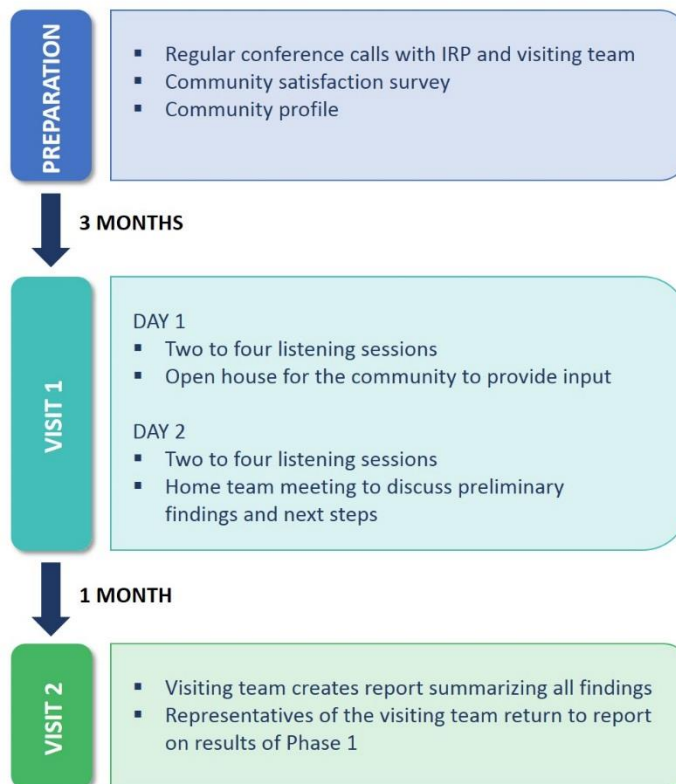 PREPARATION
▪ Regular conference calls with IRP and visiting team
▪ Community satisfaction survey
▪ Community profile
3 MONTHS
VISIT 1
DAY 1
▪ Two to four listening sessions
▪ Open house for the community to provide input
DAY 2
▪ Two to four listening sessions
▪ Home team meeting to discuss preliminary
findings and next steps
1 MONTH
VISIT 2
▪ Visiting team creates report summarizing all findings
▪ Representatives of the visiting team return to report
on results of Phase 1